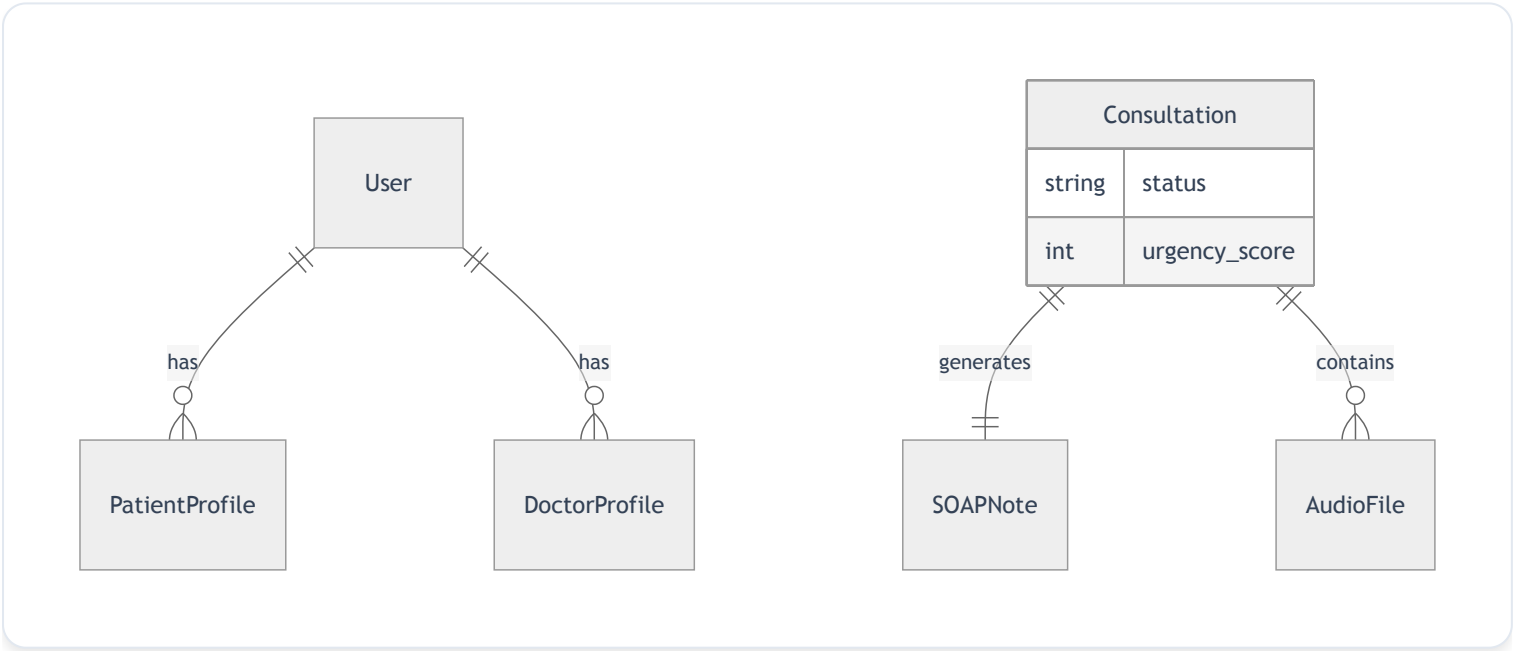 User
Consultation
string status
int urgency_score
has
has
generates
contains
PatientProfile
DoctorProfile
SOAPNote
AudioFile